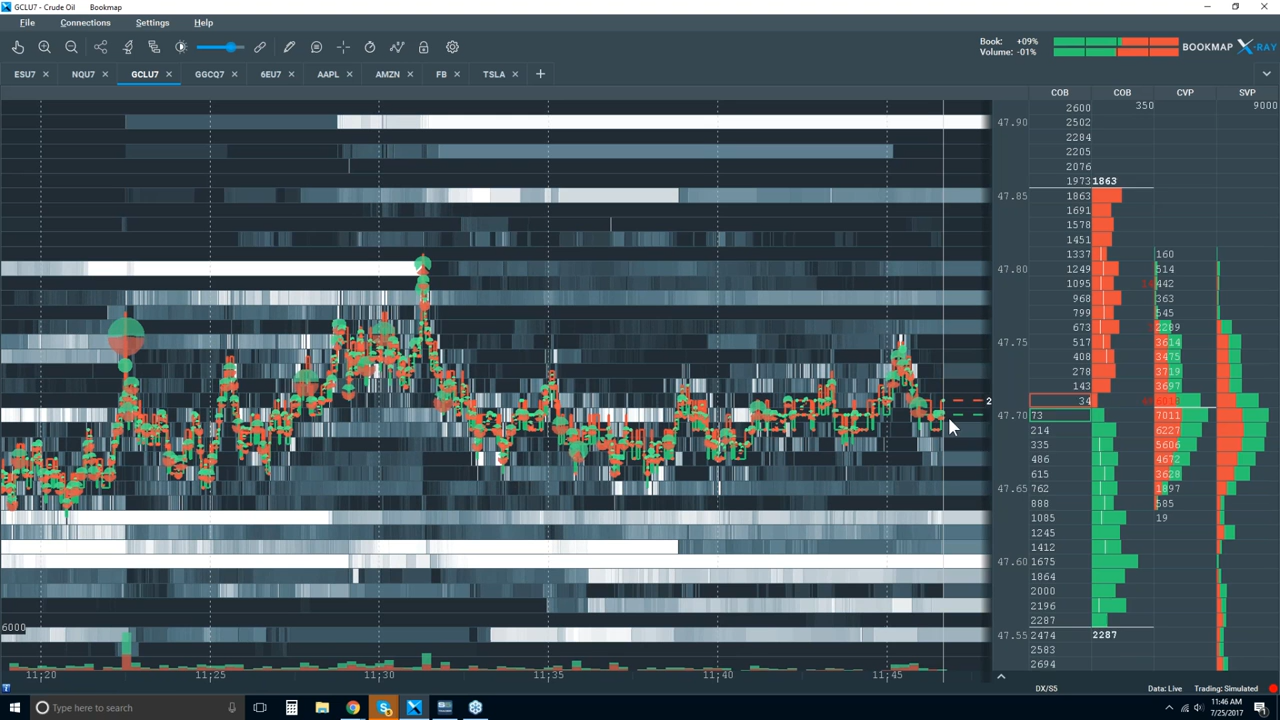 GCLU7 - Crude Oil Bookmap
File Connections Settings Help
Book: +09%
Volume: -01%
BOOKMAP X-RAY
ESU7 × NQU7 × GCLU7 × GGCQ7 × 6EU7 × AAPL × AMZN × FB × TSLA × +
COB COB CVP SVP
350 9000
2600
47.90 2502
2284
2205
2076
1973 1863
47.85 1863
1691
1578
1451
1337 160
47.80 1249 514
1095 442
968 363
799 545
673 2289
47.75 517 3614
408 3475
278 3719
143 3697
2 34
47.70 73 7011
214 6227
335 5606
486 4672
615 3628
47.65 762 1897
888 585
1085 19
1245
1412
47.60 1675
1864
2000
2196
2287
6000
47.55 2474 2287
2583
2694
11:20 11:25 11:30 11:35 11:40 11:45
DX/S5 Data: Live Trading: Simulated
Type here to search
11:46 AM
7/25/2017